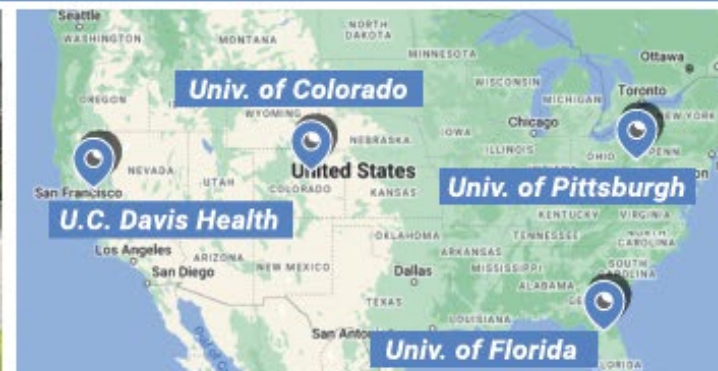 Seattle
WASHINGTON
MONTANA
NORTH
DAKOTA
MINNESOTA
Ottawa
OREGON
Univ. of Colorado
WISCONSIN
MICHIGAN
Toronto
WYOMING
NEW YORK
Chicago
IOWA
NEBRASKA
ILLINOIS
OHIO
PENN
NEVADA
UTAH
United States
COLORADO
KANSAS
San Francisco
Univ. of Pittsburgh
U.C. Davis Health
KENTUCKY
VIRGINIA
Los Angeles
ARIZONA
NEW MEXICO
OKLAHOMA
TENNESSEE
NORTH
CAROLINA
ARKANSAS
San Diego
Dallas
MISSISSIPPI
SOUTH
CAROLINA
ALABAMA
TEXAS
LOUISIANA
San Anto
Univ. of Florida
FLORIDA